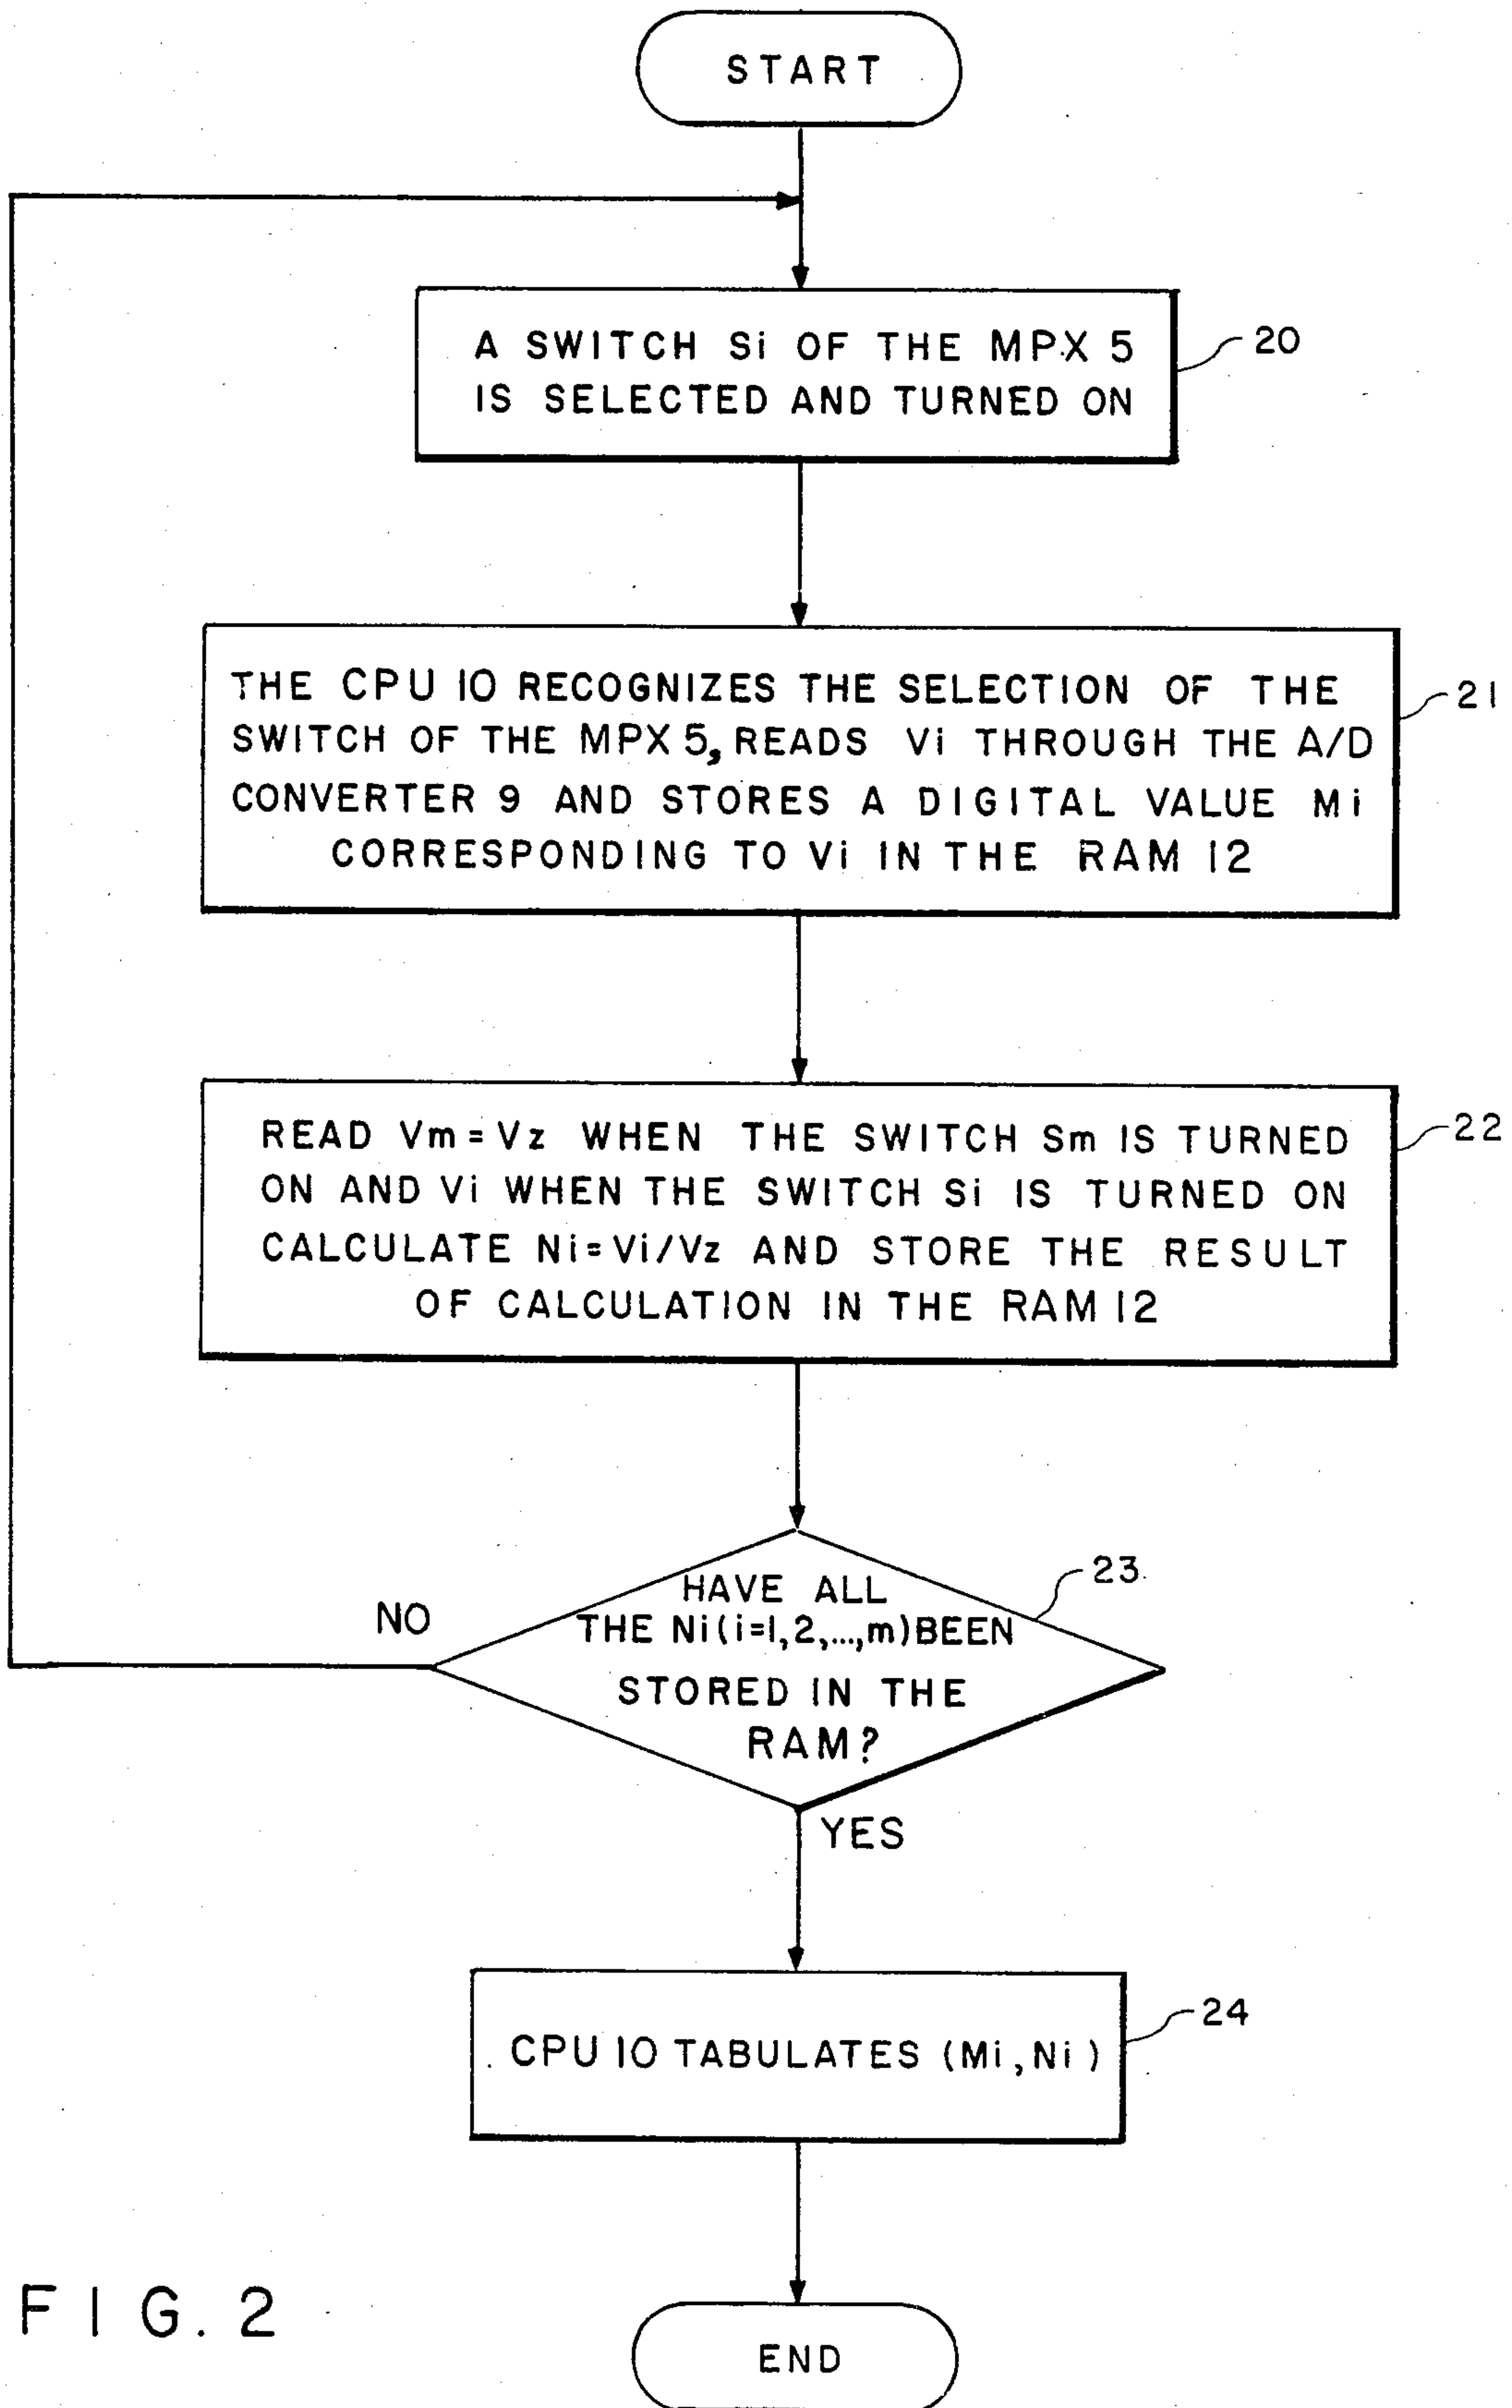 START
A SWITCH Si OF THE MPX 5
IS SELECTED AND TURNED ON
20
THE CPU 10 RECOGNIZES THE SELECTION OF THE
SWITCH OF THE MPX 5, READS Vi THROUGH THE A/D
CONVERTER 9 AND STORES A DIGITAL VALUE Mi
CORRESPONDING TO Vi IN THE RAM 12
21
READ Vm = Vz WHEN THE SWITCH Sm IS TURNED
ON AND Vi WHEN THE SWITCH Si IS TURNED ON
CALCULATE Ni=Vi/Vz AND STORE THE RESULT
OF CALCULATION IN THE RAM 12
22
HAVE ALL
THE Ni(i=1,2,...,m)BEEN
STORED IN THE
RAM?
23
NO
YES
CPU 10 TABULATES (Mi,Ni)
24
END
FIG. 2